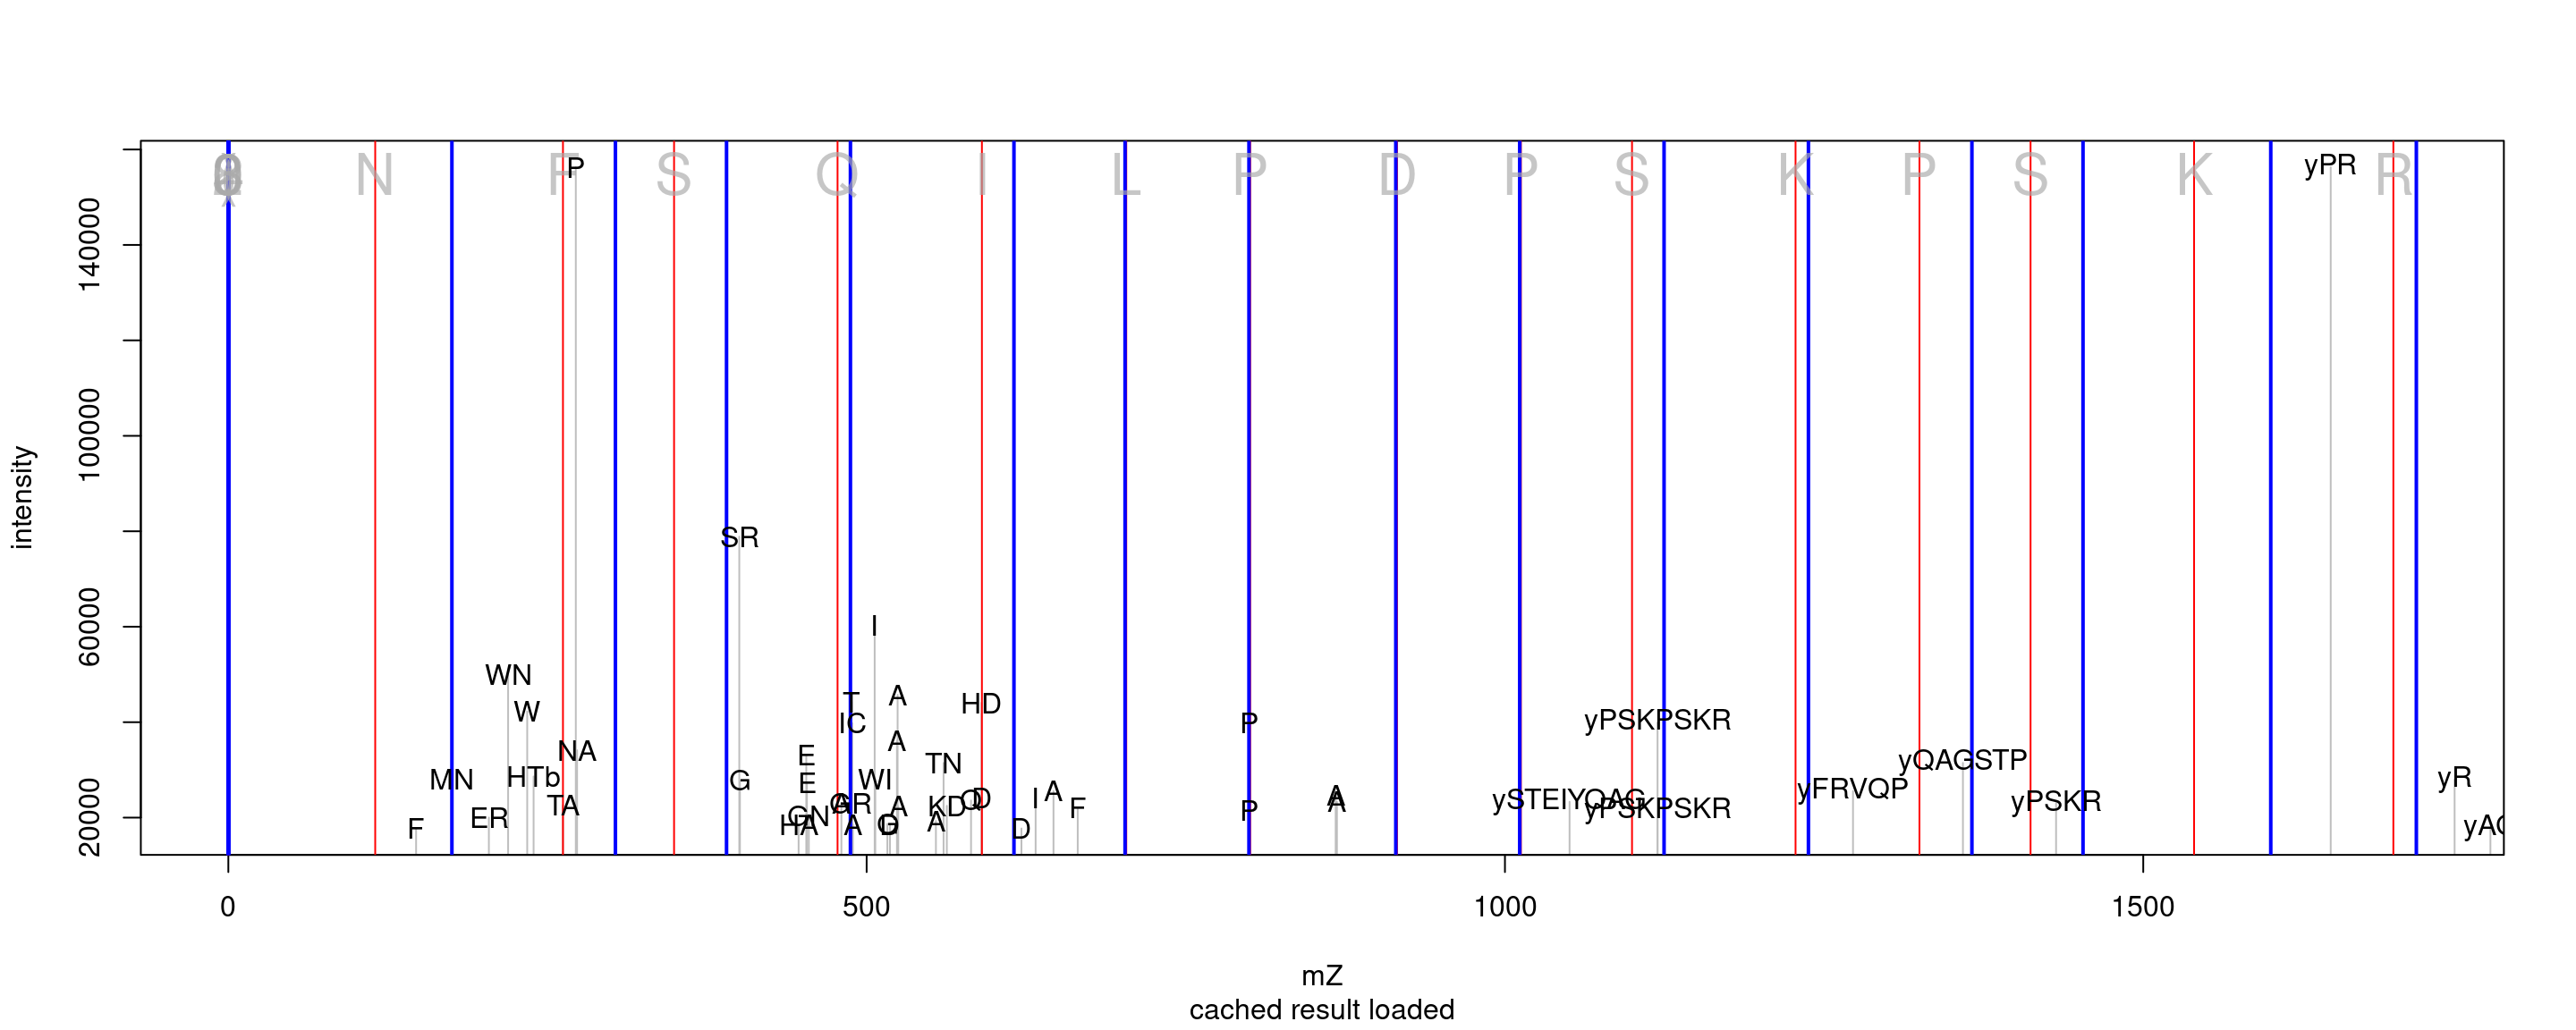 N F S Q I L P D P S K P S K R
P yPR
SR
I
WN
A
T
HD
W
IC P yPSKPSKR
A
NA E
TN yQAGSTP
MN HTb G E WI yR
A I yFRVQP
TA GR A KD Q D A F A ySTEIYQAG yPSKPSKR yPSKR
ER G N P
F H A A D G A D
140000
100000
60000
20000
intensity
0 500 1000 1500
mZ
cached result loaded